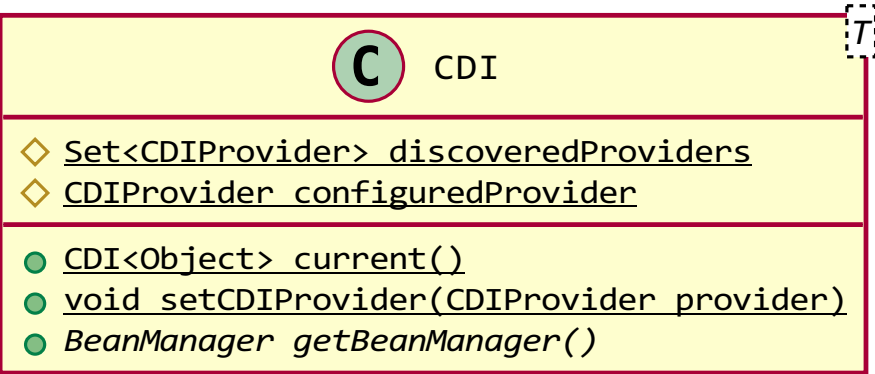 T
C CDI
Set<CDIProvider> discoveredProviders
CDIProvider configuredProvider
CDI<Object> current()
void setCDIProvider(CDIProvider provider)
BeanManager getBeanManager()